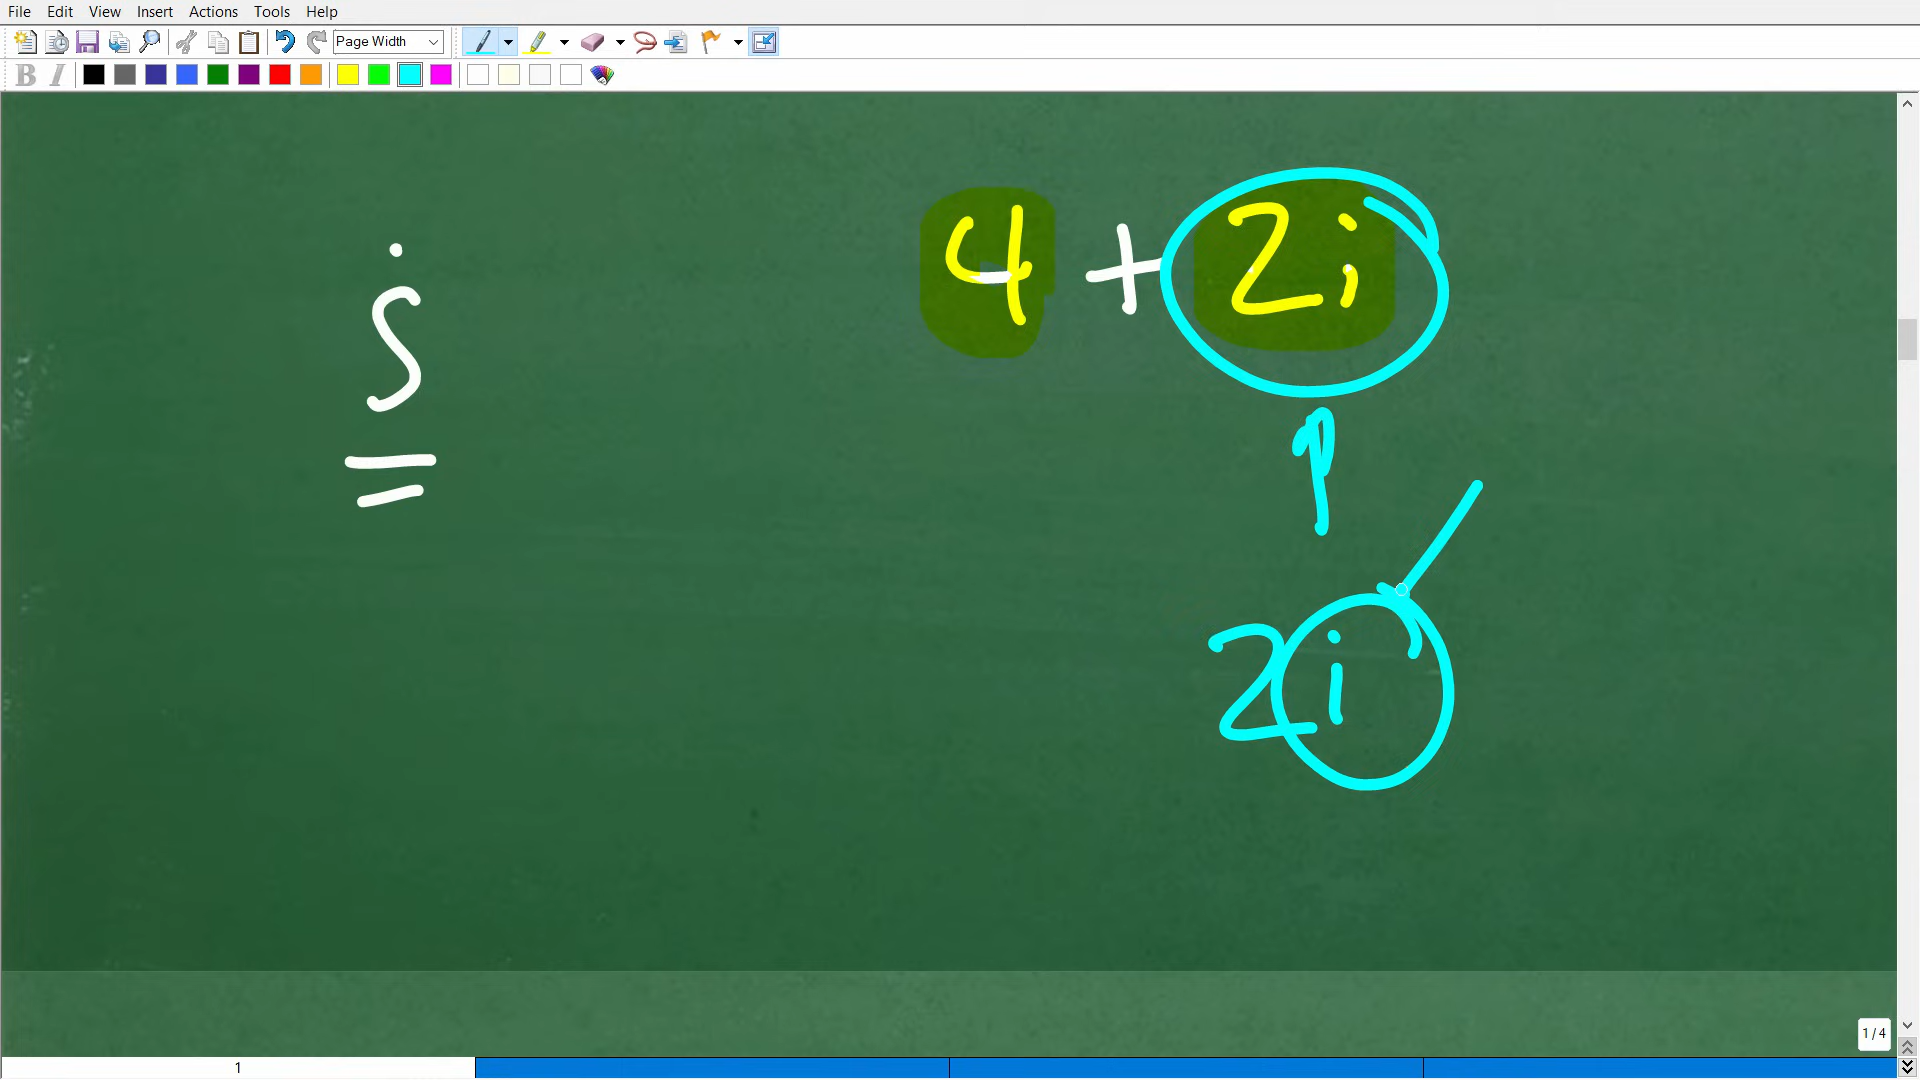 File Edit View Insert Actions Tools Help
Page Width
B I
4 + 2i
i
2i
1 / 4
1